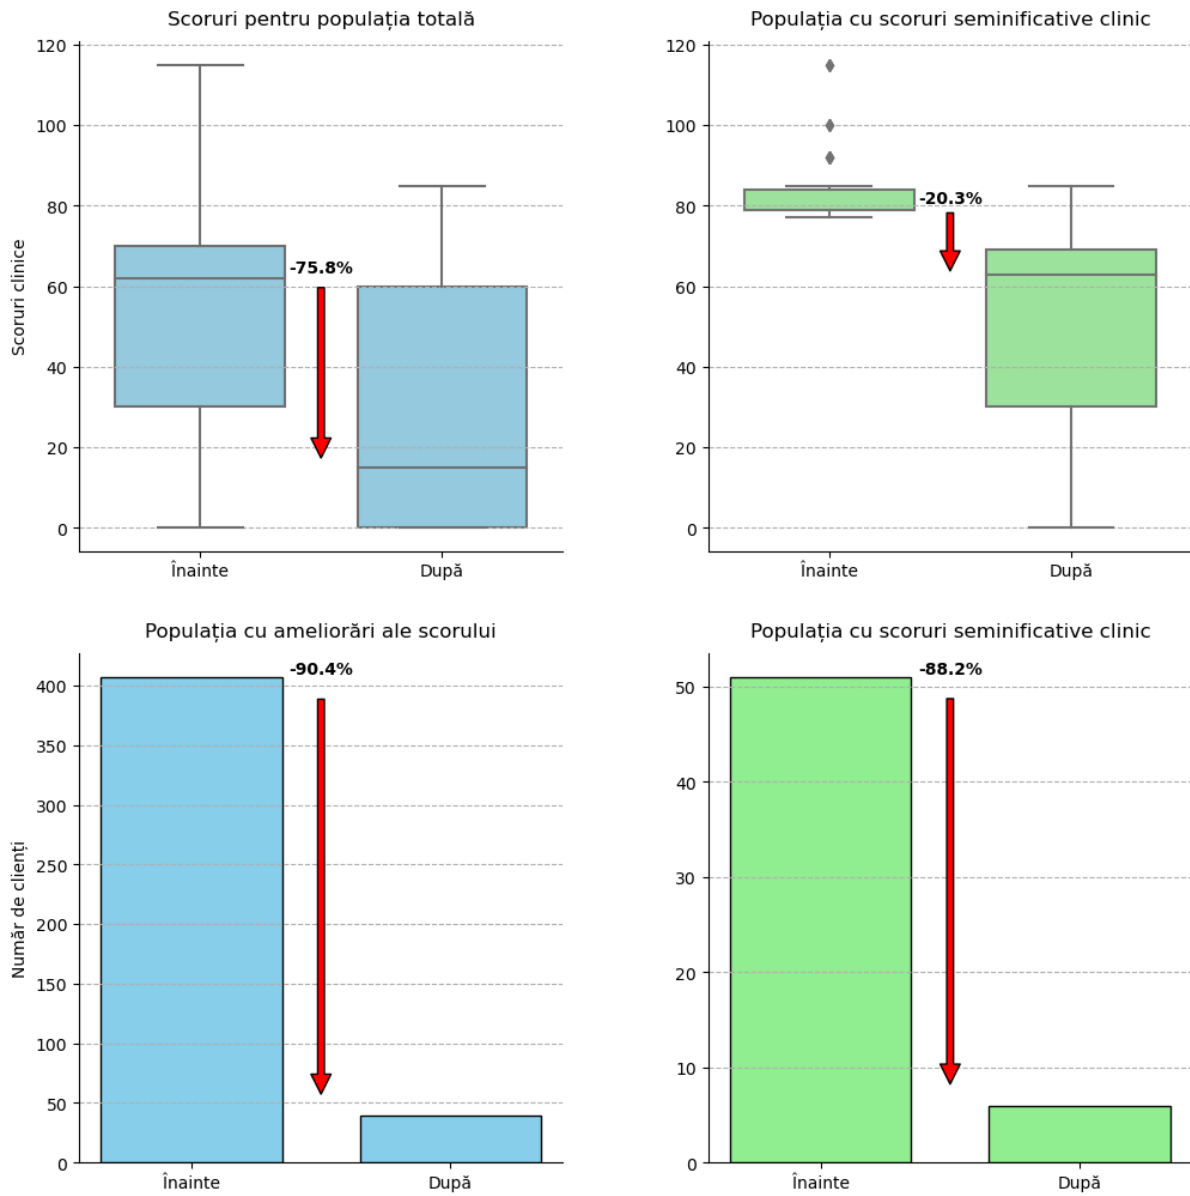 Scoruri pentru populația totală
120
100
80
60
40
20
0
Scoruri clinice
-75.8%
Înainte
După
Populația cu scoruri seminificative clinic
120
100
80
60
40
20
0
-20.3%
Înainte
După
Populația cu ameliorări ale scorului
400
350
300
250
200
150
100
50
0
Număr de clienți
-90.4%
Înainte
După
Populația cu scoruri seminificative clinic
50
40
30
20
10
0
-88.2%
Înainte
După